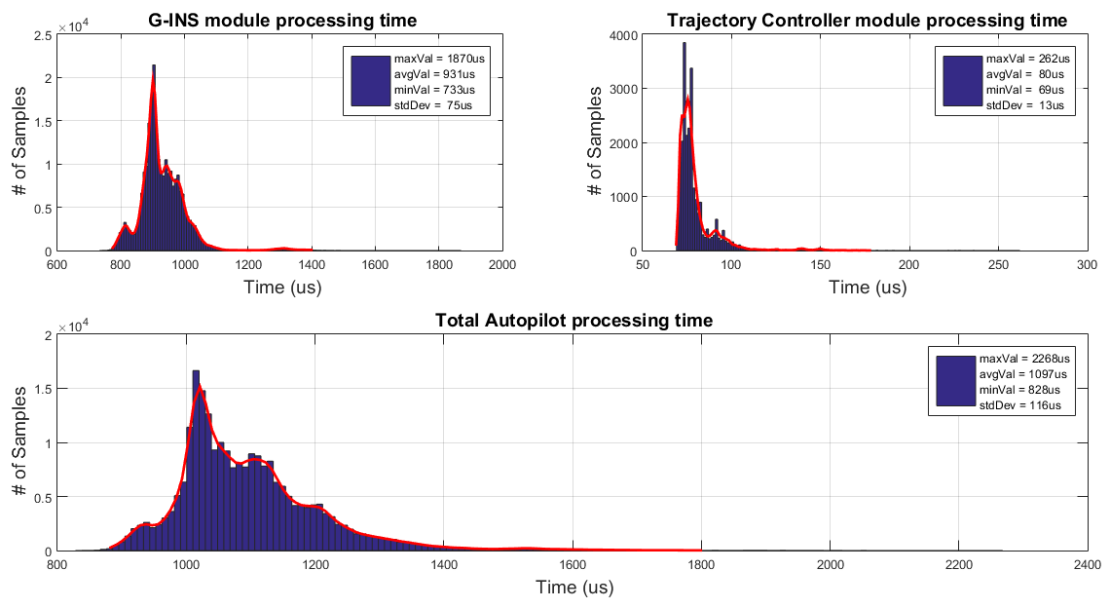 G-INS module processing time
×10^4
2.5
2
1.5
1
0.5
0
# of Samples
600 800 1000 1200 1400 1600 1800 2000
Time (us)
maxVal = 1870us
avgVal = 931us
minVal = 733us
stdDev = 75us
Trajectory Controller module processing time
4000
3000
2000
1000
0
# of Samples
50 100 150 200 250 300
Time (us)
maxVal = 262us
avgVal = 80us
minVal = 69us
stdDev = 13us
Total Autopilot processing time
×10^4
2
1.5
1
0.5
0
# of Samples
800 1000 1200 1400 1600 1800 2000 2200 2400
Time (us)
maxVal = 2268us
avgVal = 1097us
minVal = 828us
stdDev = 116us